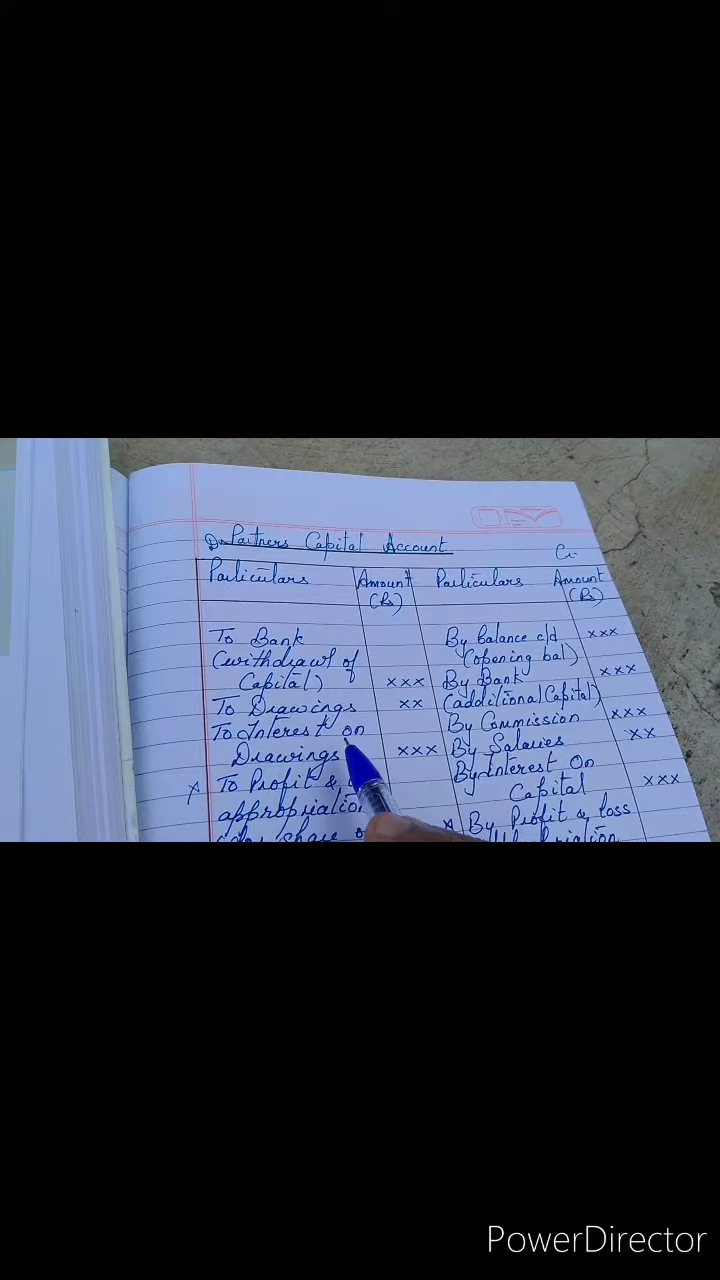 Dr Partners Capital Account Cr
Particulars Amount (Rs) Particulars Amount (Rs)
To Bank
(withdrawl of
Capital) xxx
To Drawings xx
To Interest on
Drawings xxx
x To Profit &
appropriation
share
By balance c/d xxx
(opening bal)
By Bank xxx
(additional Capital)
By Commission xxx
By Salaries xx
By Interest On
Capital xxx
x By Profit & loss
PowerDirector